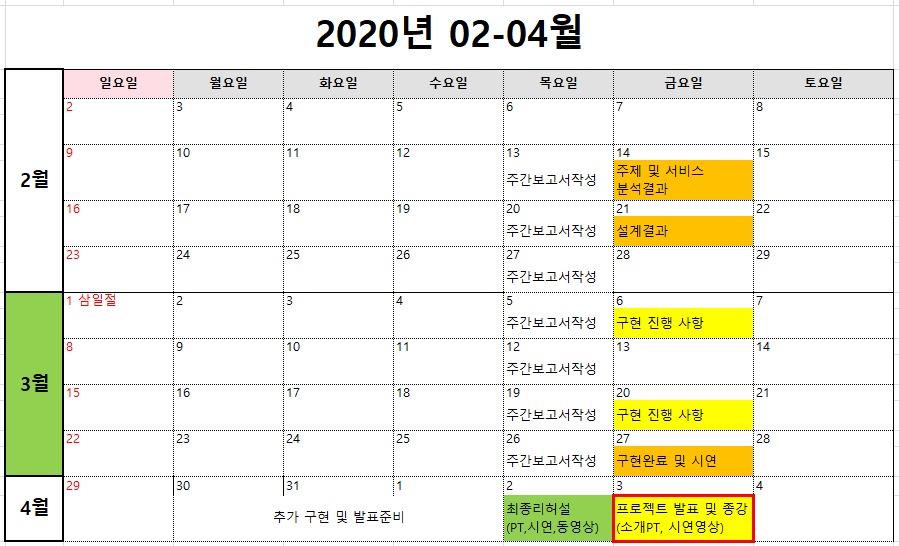 2020년 02-04월
일요일 월요일 화요일 수요일 목요일 금요일 토요일
2월
2 3 4 5 6 7 8
9 10 11 12 13 14 15
주간보고서작성 주제 및 서비스
분석결과
16 17 18 19 20 21 22
주간보고서작성 설계결과
23 24 25 26 27 28 29
주간보고서작성
3월
1 삼일절 2 3 4 5 6 7
주간보고서작성 구현 진행 사항
8 9 10 11 12 13 14
주간보고서작성
15 16 17 18 19 20 21
주간보고서작성 구현 진행 사항
22 23 24 25 26 27 28
주간보고서작성 구현완료 및 시연
4월
29 30 31 1 2 3 4
추가 구현 및 발표준비
최종리허설
(PT,시연,동영상)
프로젝트 발표 및 종강
(소개PT, 시연영상)